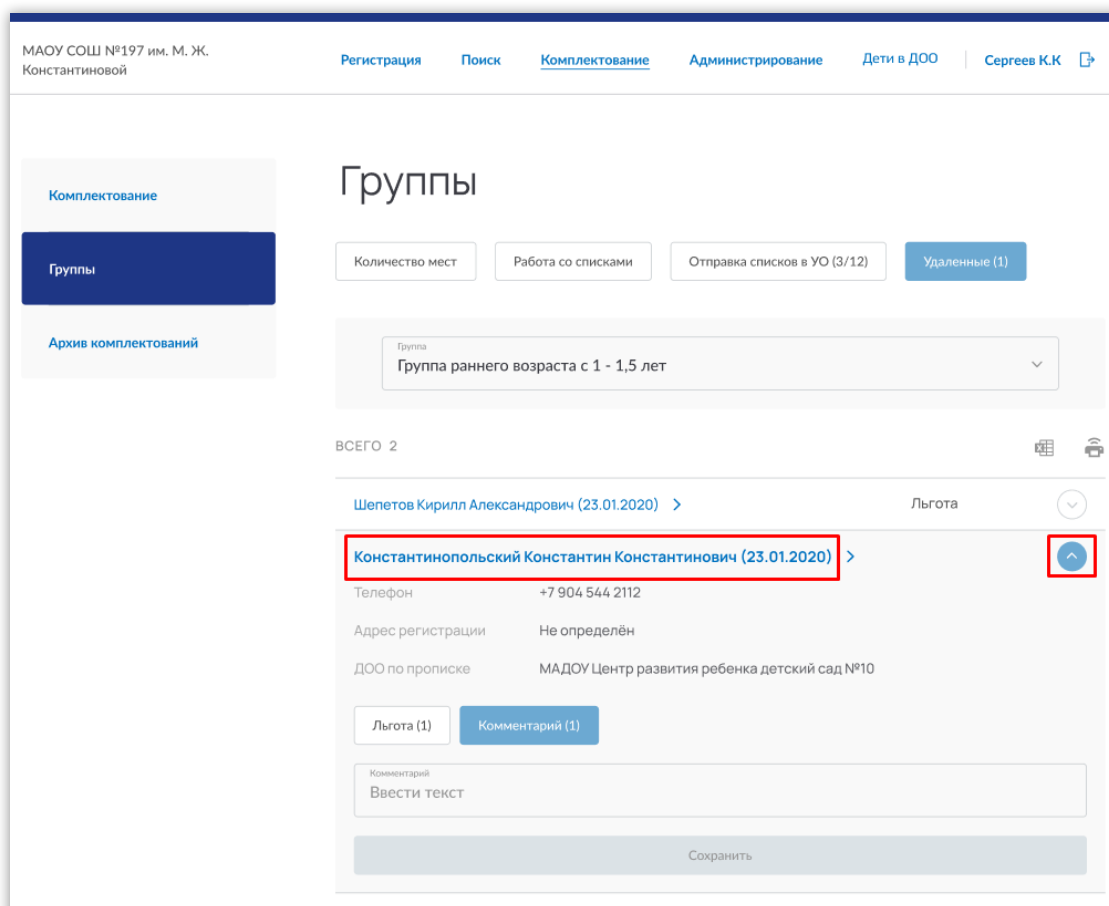 МАОУ СОШ №197 им. М. Ж.
Константиновой
Регистрация Поиск Комплектование Администрирование Дети в ДОО Сергеев К.К
Комплектование
Группы
Архив комплектований
Группы
Количество мест Работа со списками Отправка списков в УО (3/12) Удаленные (1)
Группа
Группа раннего возраста с 1 - 1,5 лет
ВСЕГО 2
Шепетов Кирилл Александрович (23.01.2020) Льгота
Константинопольский Константин Константинович (23.01.2020)
Телефон +7 904 544 2112
Адрес регистрации Не определён
ДОО по прописке МАДОУ Центр развития ребенка детский сад №10
Льгота (1) Комментарий (1)
Комментарий
Ввести текст
Сохранить